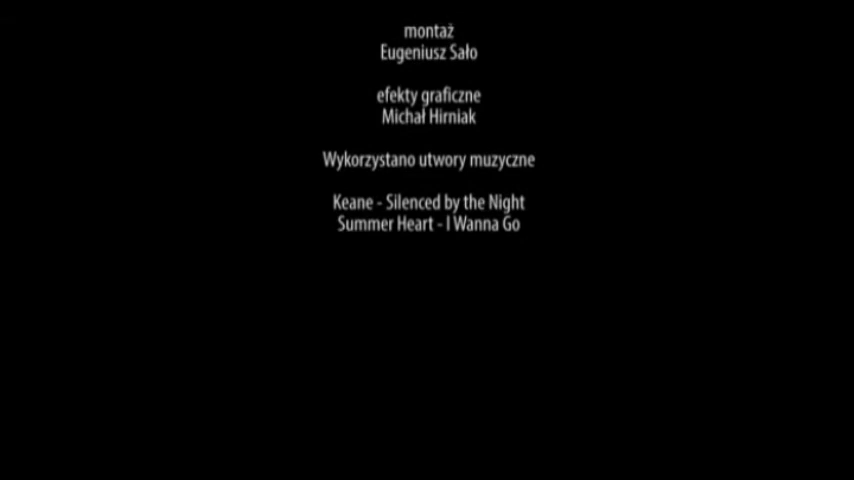 montaż
Eugeniusz Sało
efekty graficzne
Michał Hirniak
Wykorzystano utwory muzyczne
Keane - Silenced by the Night
Summer Heart - I Wanna Go